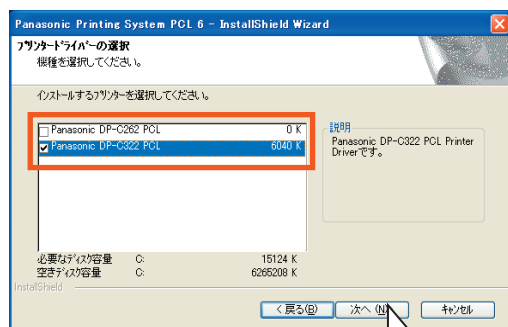 Panasonic Printing System PCL 6 - InstallShield Wizard
プリンタードライバーの選択
機種を選択してください。
インストールするプリンターを選択してください。
Panasonic DP-C262 PCL 0 K
Panasonic DP-C322 PCL 6040 K
説明
Panasonic DP-C322 PCL Printer
Driverです。
必要なディスク容量 C: 15124 K
空きディスク容量 C: 6265208 K
InstallShield
< 戻る(B) 次へ (N) キャンセル